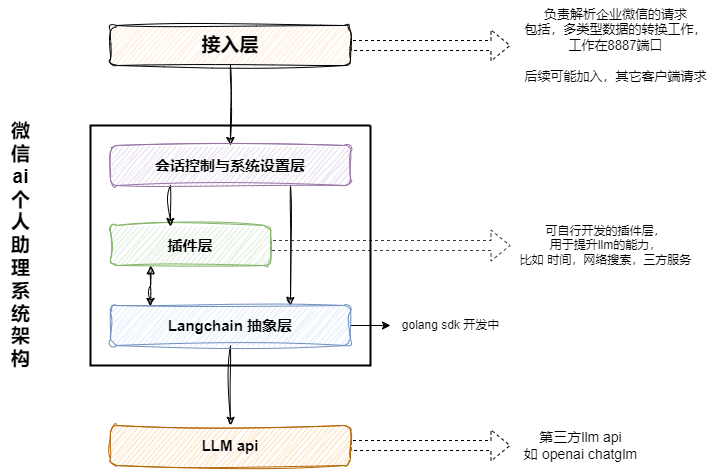 接入层
负责解析企业微信的请求
包括，多类型数据的转换工作，
工作在8887端口
后续可能加入，其它客户端请求
微信ai个人助理系统架构
会话控制与系统设置层
插件层
可自行开发的插件层，
用于提升llm的能力，
比如 时间，网络搜索，三方服务
Langchain 抽象层
golang sdk 开发中
LLM api
第三方llm api
如 openai chatglm